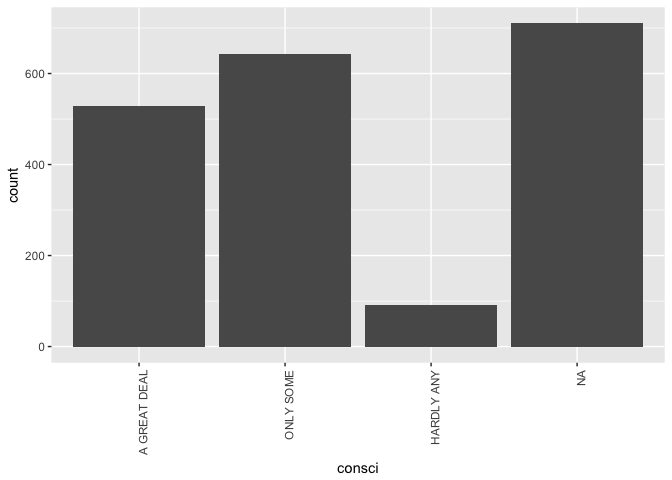 count
600
400
200
0
A GREAT DEAL
ONLY SOME
HARDLY ANY
NA
consci